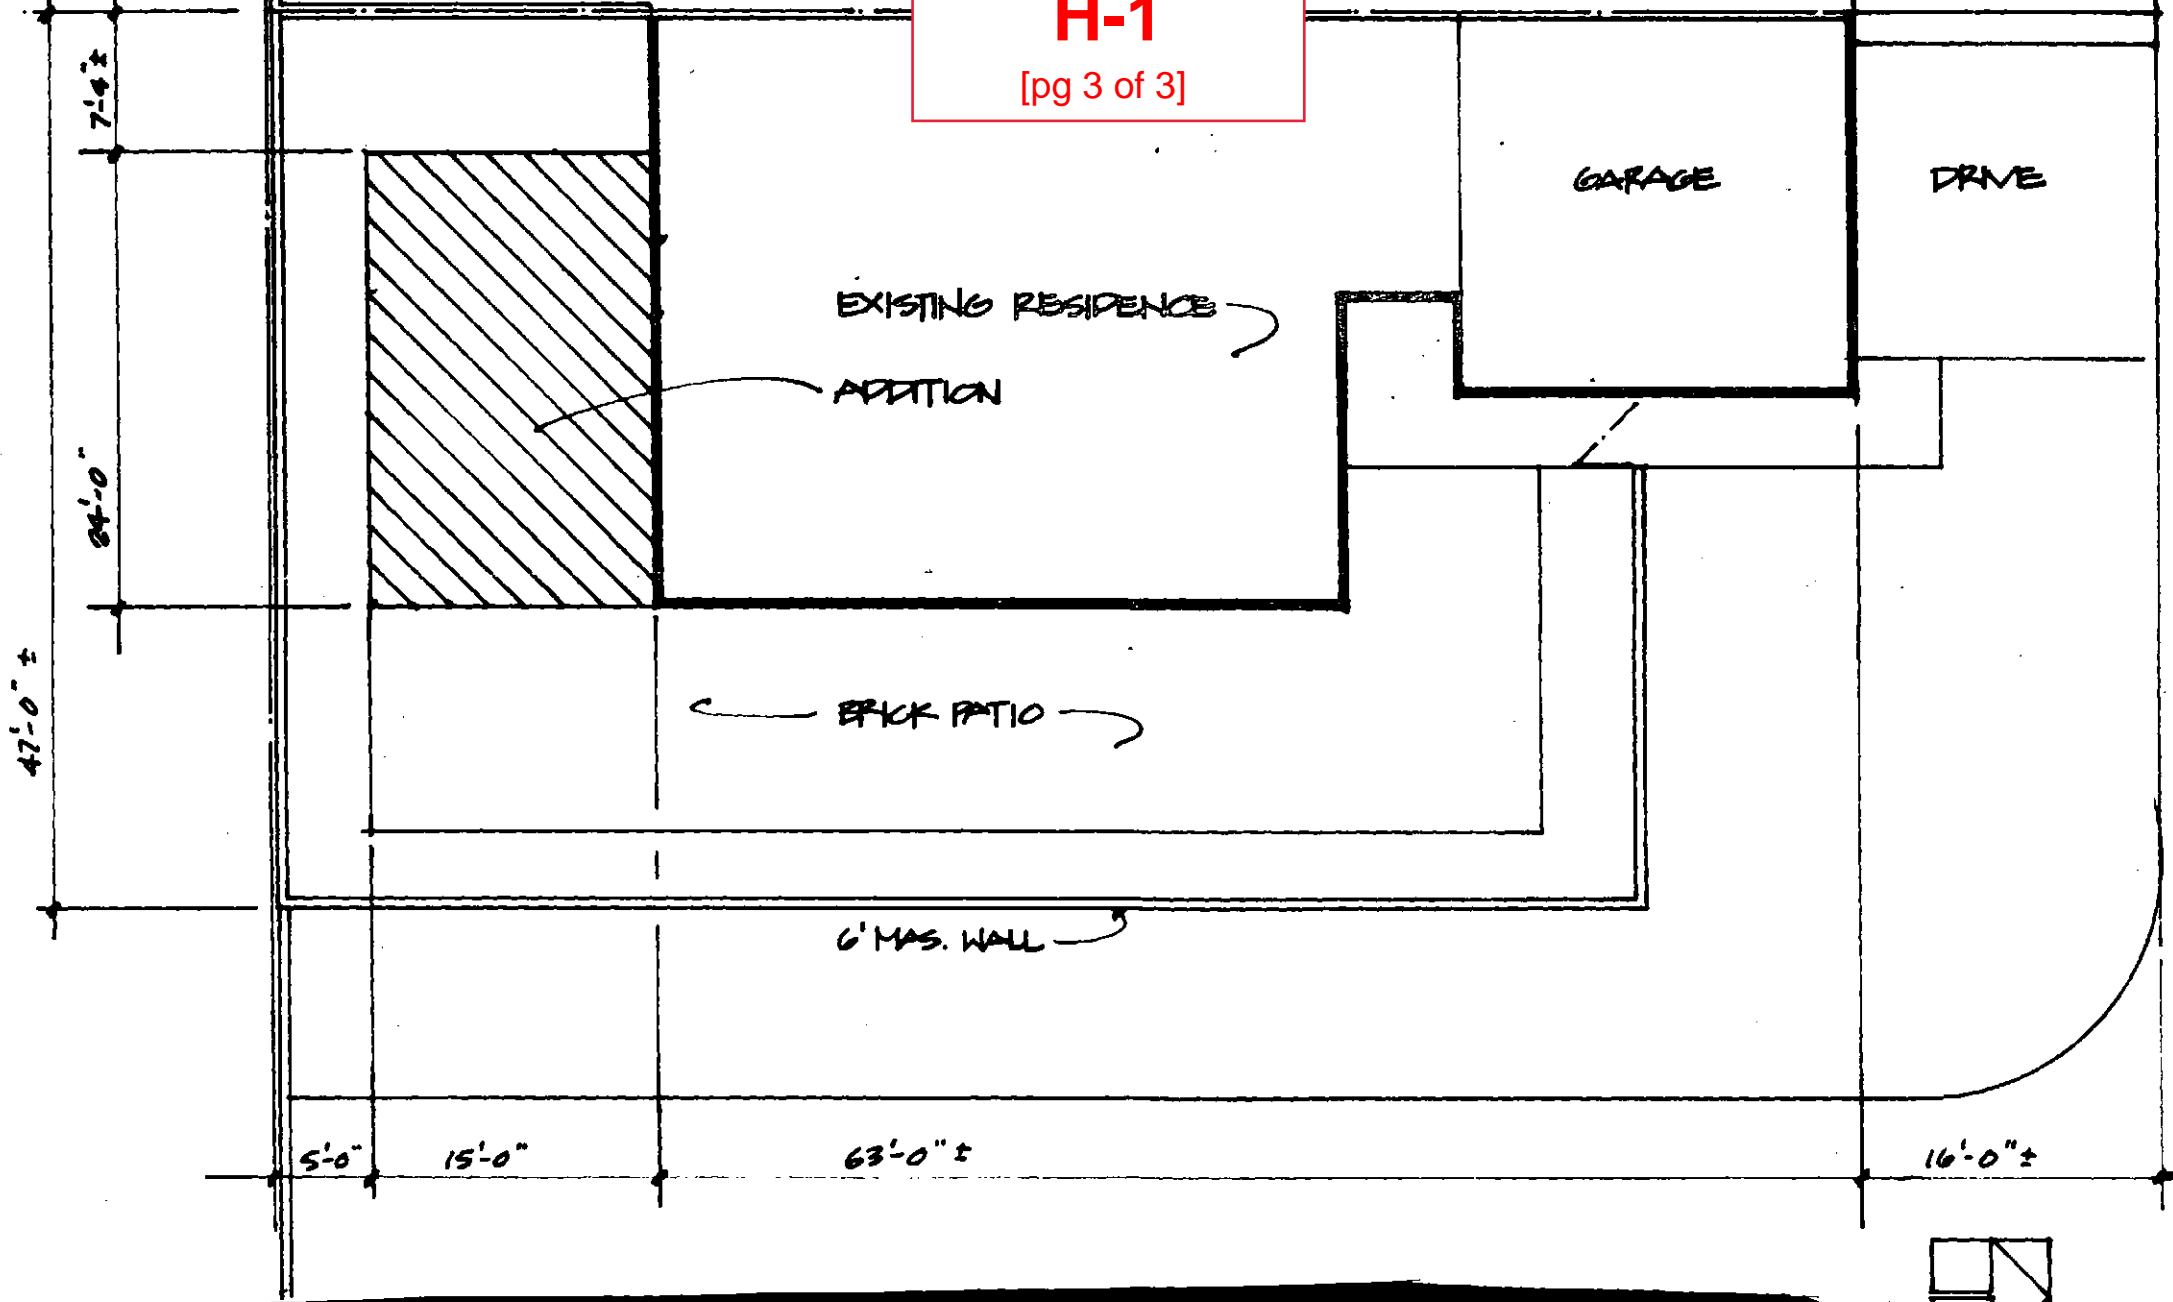 H-1
[pg 3 of 3]
7'-4"±
GARAGE
DRIVE
EXISTING RESIDENCE
ADDITION
24'-0"
47'-0" ±
BRICK PATIO
6' MAS. WALL
5'-0"
15'-0"
63'-0" ±
16'-0"±